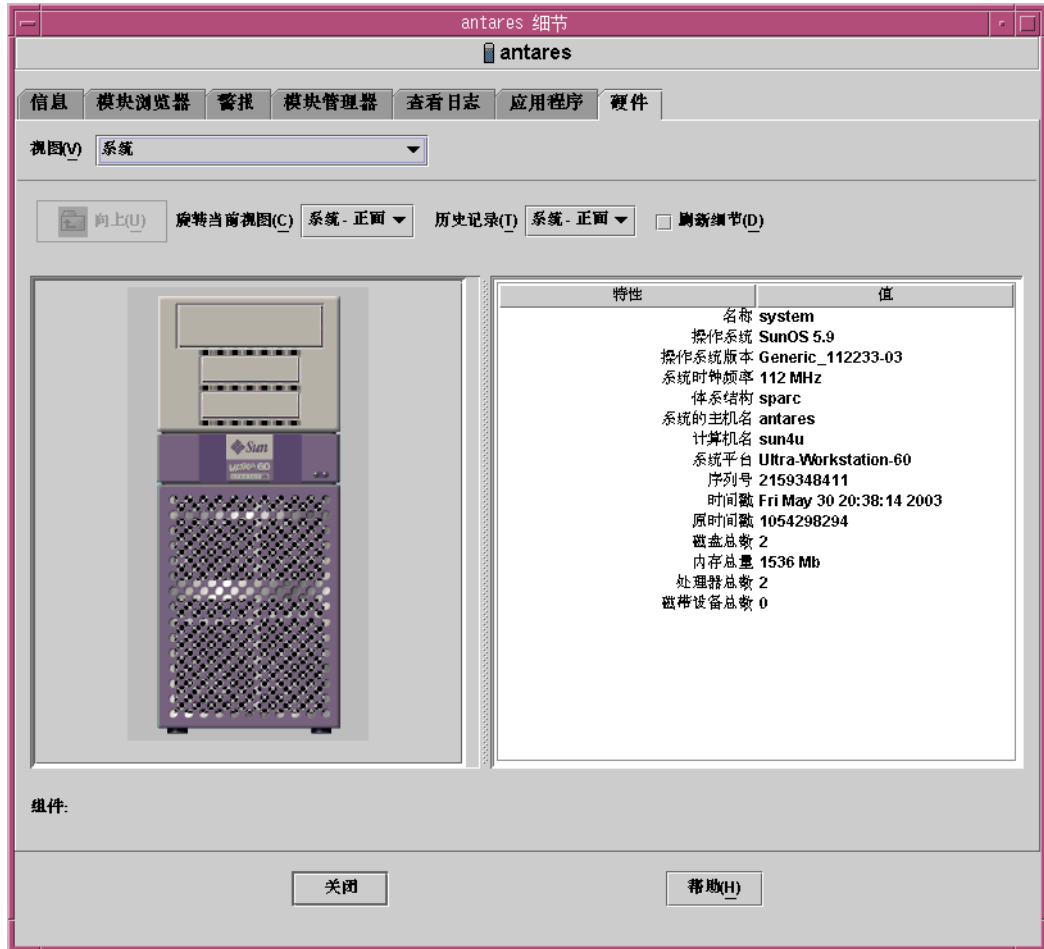 antares 细节
antares
信息 模块浏览器 警报 模块管理器 查看日志 应用程序 硬件
视图(V) 系统
向上(U) 旋转当前视图(C) 系统 - 正面 历史记录(T) 系统 - 正面 刷新细节(D)
特性 值
名称 system
操作系统 SunOS 5.9
操作系统版本 Generic_112233-03
系统时钟频率 112 MHz
体系结构 sparc
系统的主机名 antares
计算机名 sun4u
系统平台 Ultra-Workstation-60
序列号 2159348411
时间戳 Fri May 30 20:38:14 2003
原时间戳 1054298294
磁盘总数 2
内存总量 1536 Mb
处理器总数 2
磁带设备总数 0
Sun
ULTRA 60
组件:
关闭 帮助(H)